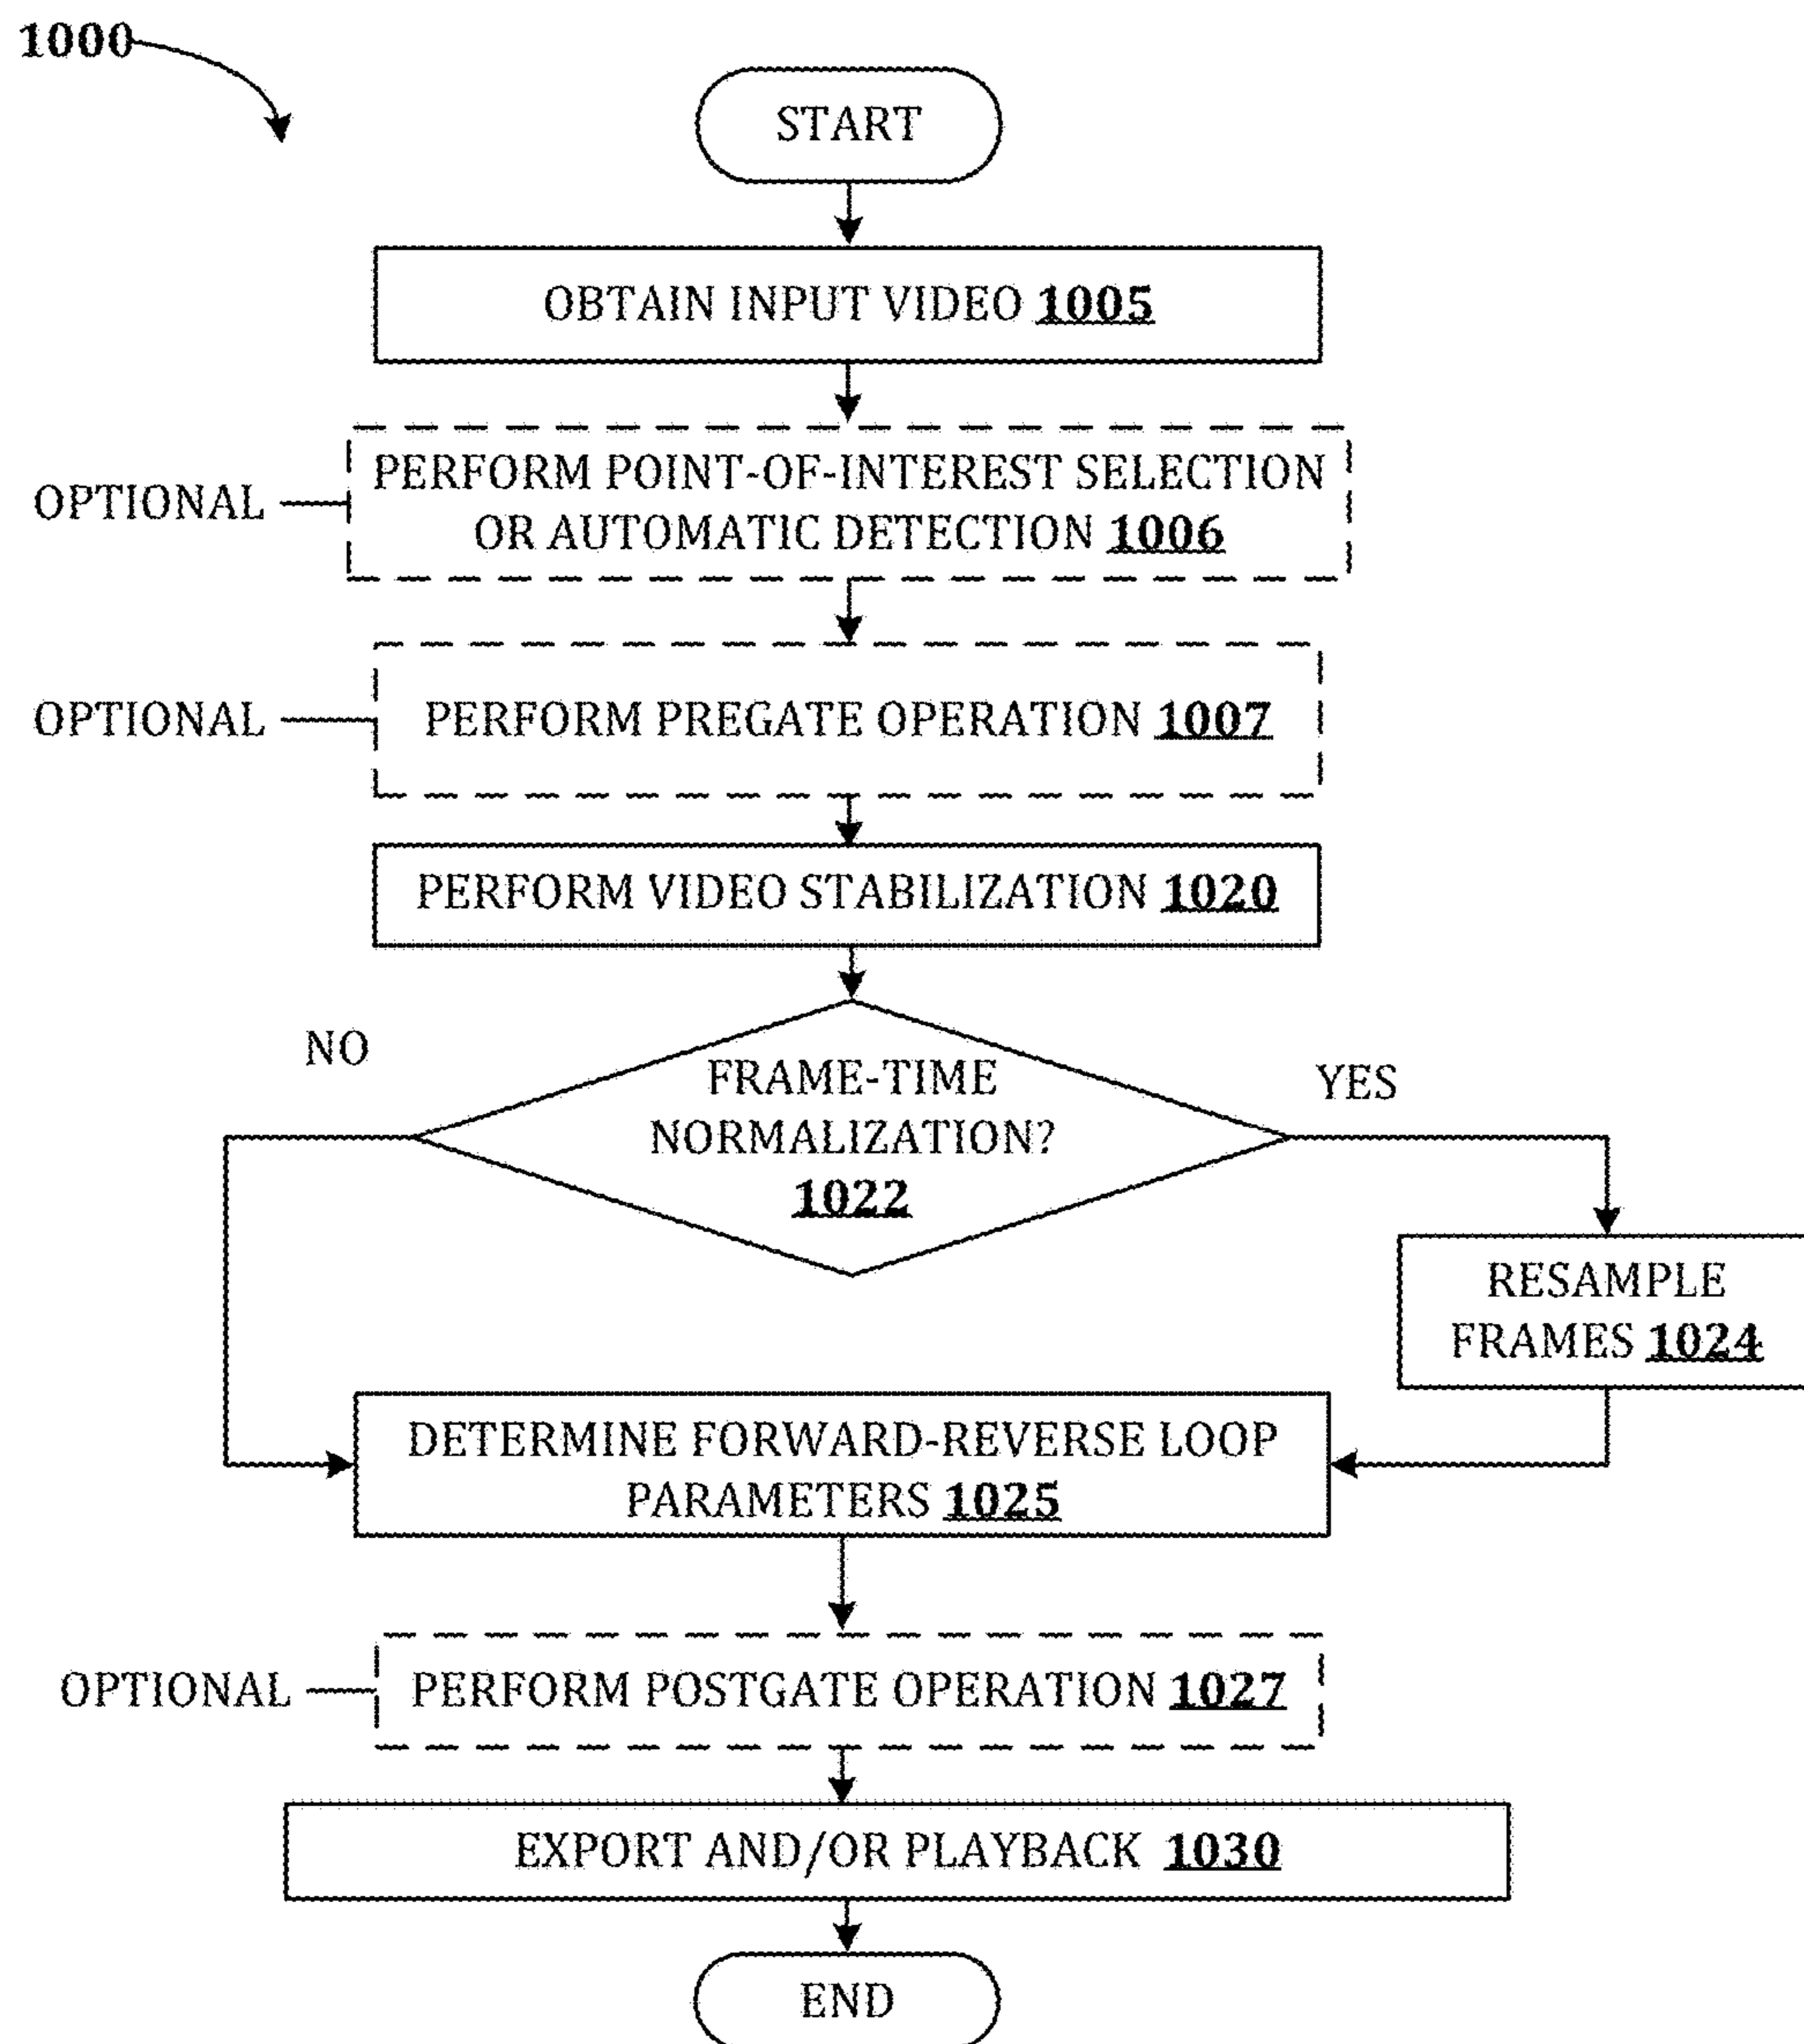 1000
START
OBTAIN INPUT VIDEO 1005
OPTIONAL
PERFORM POINT-OF-INTEREST SELECTION
OR AUTOMATIC DETECTION 1006
OPTIONAL
PERFORM PREGATE OPERATION 1007
PERFORM VIDEO STABILIZATION 1020
NO
FRAME-TIME
NORMALIZATION?
1022
YES
RESAMPLE
FRAMES 1024
DETERMINE FORWARD-REVERSE LOOP
PARAMETERS 1025
OPTIONAL
PERFORM POSTGATE OPERATION 1027
EXPORT AND/OR PLAYBACK 1030
END